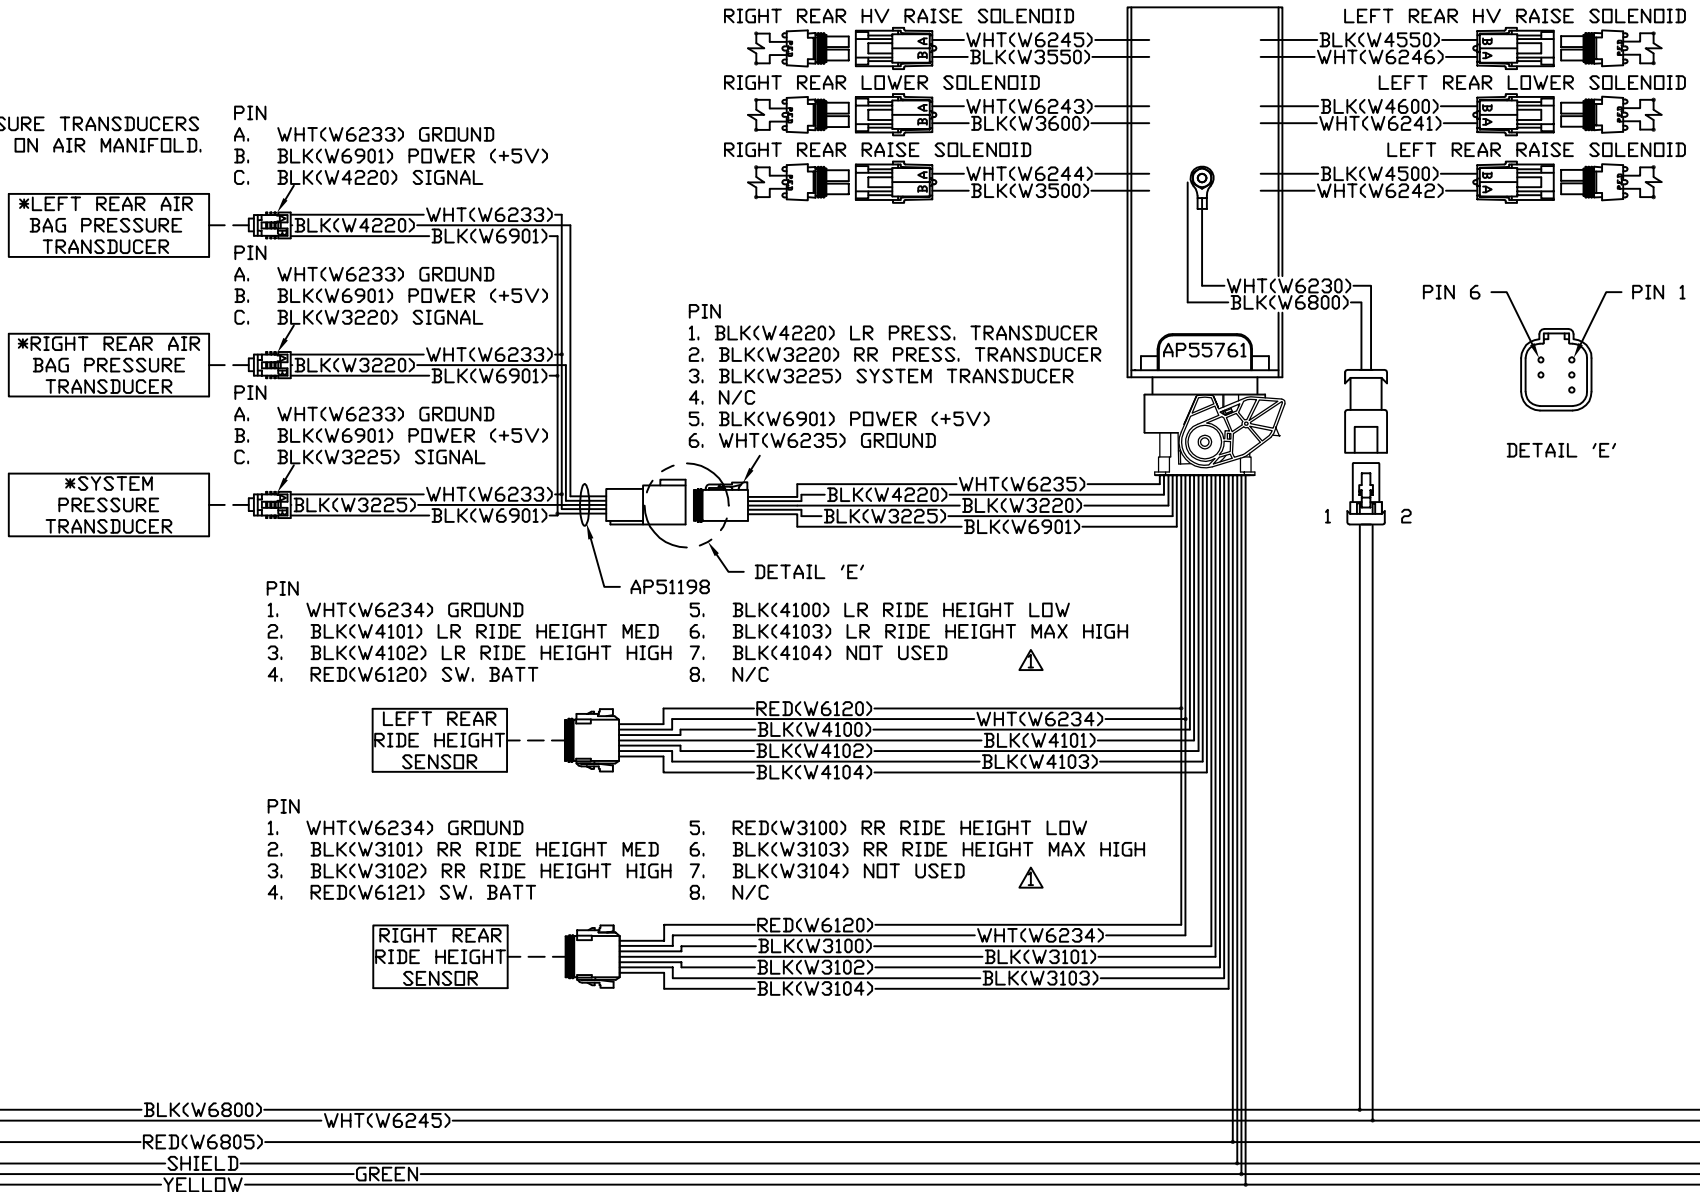 RIGHT REAR HV RAISE SOLENOID
A
B
WHT(W6245)
BLK(W3550)
RIGHT REAR LOWER SOLENOID
A
B
WHT(W6243)
BLK(W3600)
RIGHT REAR RAISE SOLENOID
A
B
WHT(W6244)
BLK(W3500)
LEFT REAR HV RAISE SOLENOID
BLK(W4550)
WHT(W6246)
B
A
LEFT REAR LOWER SOLENOID
BLK(W4600)
WHT(W6241)
B
A
LEFT REAR RAISE SOLENOID
BLK(W4500)
WHT(W6242)
B
A
SURE TRANSDUCERS
ON AIR MANIFOLD.
PIN
A. WHT(W6233) GROUND
B. BLK(W6901) POWER (+5V)
C. BLK(W4220) SIGNAL
*LEFT REAR AIR
BAG PRESSURE
TRANSDUCER
WHT(W6233)
BLK(W4220)
BLK(W6901)
PIN
A. WHT(W6233) GROUND
B. BLK(W6901) POWER (+5V)
C. BLK(W3220) SIGNAL
*RIGHT REAR AIR
BAG PRESSURE
TRANSDUCER
WHT(W6233)
BLK(W3220)
BLK(W6901)
PIN
A. WHT(W6233) GROUND
B. BLK(W6901) POWER (+5V)
C. BLK(W3225) SIGNAL
*SYSTEM
PRESSURE
TRANSDUCER
WHT(W6233)
BLK(W3225)
BLK(W6901)
PIN
1. BLK(W4220) LR PRESS. TRANSDUCER
2. BLK(W3220) RR PRESS. TRANSDUCER
3. BLK(W3225) SYSTEM TRANSDUCER
4. N/C
5. BLK(W6901) POWER (+5V)
6. WHT(W6235) GROUND
WHT(W6235)
BLK(W4220)
BLK(W3220)
BLK(W3225)
BLK(W6901)
DETAIL 'E'
AP51198
WHT(W6230)
BLK(W6800)
AP55761
PIN 6
PIN 1
DETAIL 'E'
1
2
PIN
1. WHT(W6234) GROUND
2. BLK(W4101) LR RIDE HEIGHT MED
3. BLK(W4102) LR RIDE HEIGHT HIGH
4. RED(W6120) SW. BATT
5. BLK(4100) LR RIDE HEIGHT LOW
6. BLK(4103) LR RIDE HEIGHT MAX HIGH
7. BLK(4104) NOT USED
1
8. N/C
LEFT REAR
RIDE HEIGHT
SENSOR
RED(W6120)
WHT(W6234)
BLK(W4100)
BLK(W4101)
BLK(W4102)
BLK(W4103)
BLK(W4104)
PIN
1. WHT(W6234) GROUND
2. BLK(W3101) RR RIDE HEIGHT MED
3. BLK(W3102) RR RIDE HEIGHT HIGH
4. RED(W6121) SW. BATT
5. RED(W3100) RR RIDE HEIGHT LOW
6. BLK(W3103) RR RIDE HEIGHT MAX HIGH
7. BLK(W3104) NOT USED
1
8. N/C
RIGHT REAR
RIDE HEIGHT
SENSOR
RED(W6120)
WHT(W6234)
BLK(W3100)
BLK(W3101)
BLK(W3102)
BLK(W3103)
BLK(W3104)
BLK(W6800)
WHT(W6245)
RED(W6805)
SHIELD
GREEN
YELLOW